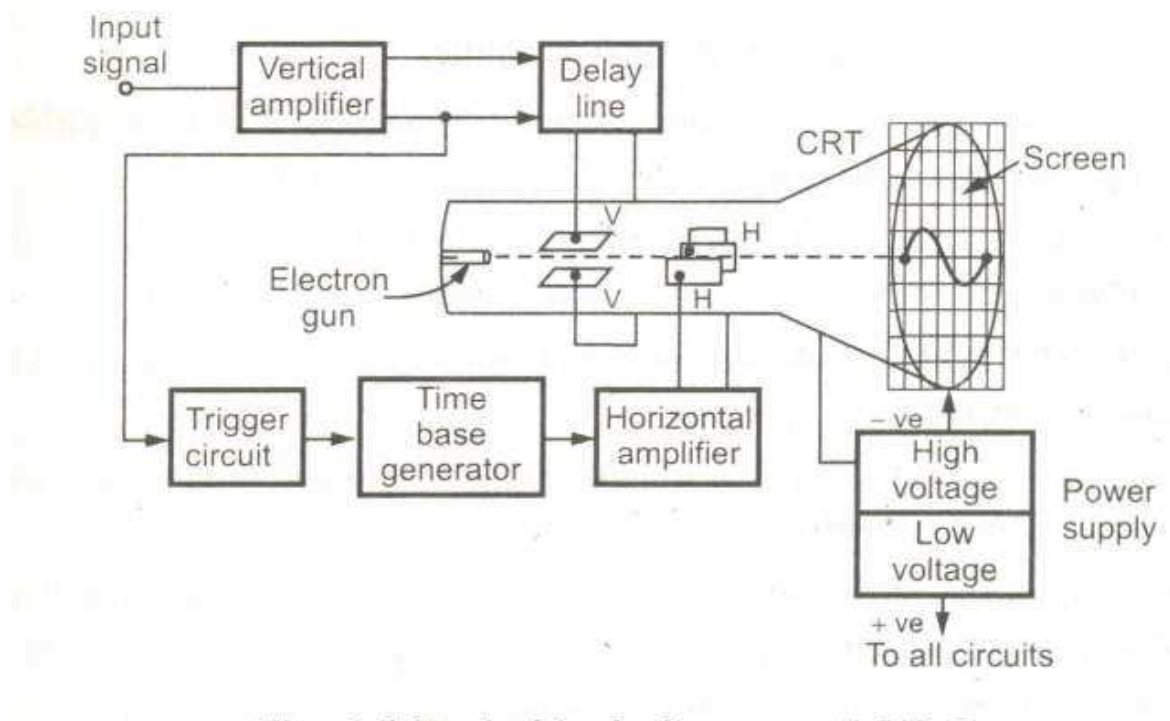 Input
signal
Vertical
amplifier
Delay
line
CRT
Screen
V
H
Electron
gun
V
H
Trigger
circuit
Time
base
generator
Horizontal
amplifier
– ve
High
voltage
Power
supply
Low
voltage
+ ve
To all circuits